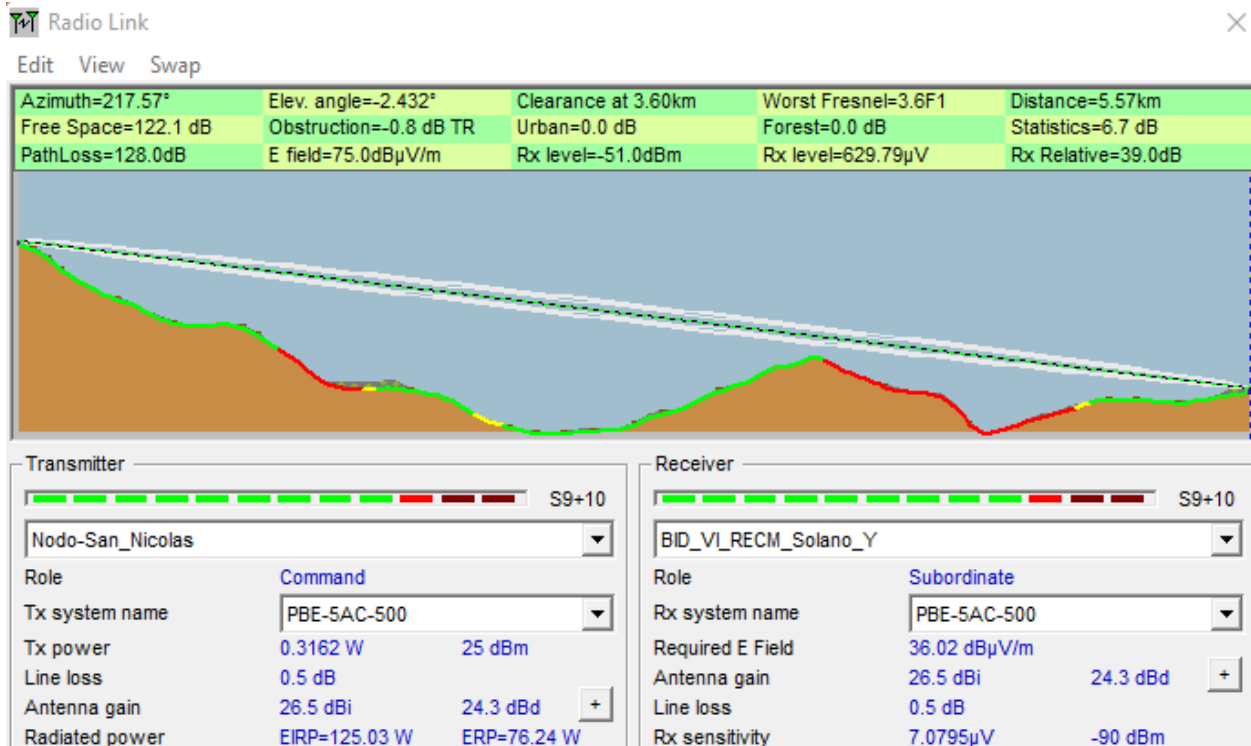 Radio Link
Edit View Swap
Azimuth=217.57° Elev. angle=-2.432° Clearance at 3.60km Worst Fresnel=3.6F1 Distance=5.57km
Free Space=122.1 dB Obstruction=-0.8 dB TR Urban=0.0 dB Forest=0.0 dB Statistics=6.7 dB
PathLoss=128.0dB E field=75.0dBµV/m Rx level=-51.0dBm Rx level=629.79µV Rx Relative=39.0dB
Transmitter
S9+10
Nodo-San_Nicolas
Role Command
Tx system name PBE-5AC-500
Tx power 0.3162 W 25 dBm
Line loss 0.5 dB
Antenna gain 26.5 dBi 24.3 dBd +
Radiated power EIRP=125.03 W ERP=76.24 W
Receiver
S9+10
BID_VI_RECM_Solano_Y
Role Subordinate
Rx system name PBE-5AC-500
Required E Field 36.02 dBµV/m
Antenna gain 26.5 dBi 24.3 dBd +
Line loss 0.5 dB
Rx sensitivity 7.0795µV -90 dBm